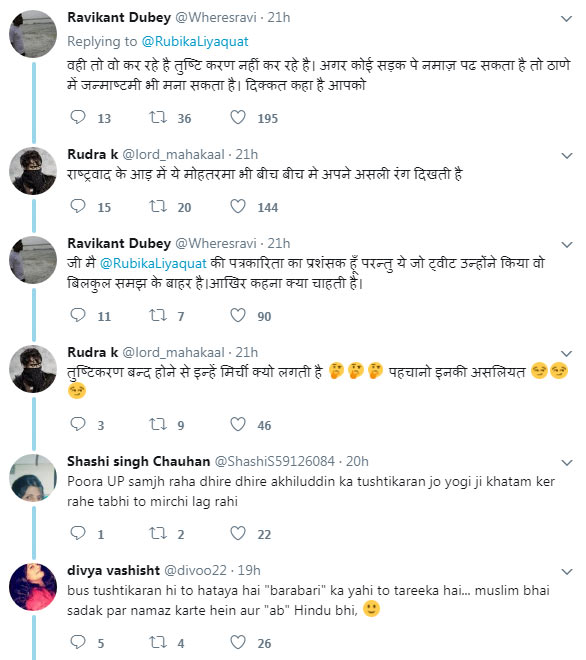 Ravikant Dubey @Wheresravi · 21h
Replying to @RubikaLiyaquat
वही तो वो कर रहे है तुष्टि करण नहीं कर रहे है। अगर कोई सड़क पे नमाज़ पढ सकता है तो ठाणे
में जन्माष्टमी भी मना सकता है। दिक्कत कहा है आपको
13 36 195
Rudra k @lord_mahakaal · 21h
राष्ट्रवाद के आड़ में ये मोहतरमा भी बीच बीच मे अपने असली रंग दिखती है
15 20 144
Ravikant Dubey @Wheresravi · 21h
जी मै @RubikaLiyaquat की पत्रकारिता का प्रशंसक हूँ परन्तु ये जो ट्वीट उन्होंने किया वो
बिलकुल समझ के बाहर है।आखिर कहना क्या चाहती है।
11 7 90
Rudra k @lord_mahakaal · 21h
तुष्टिकरण बन्द होने से इन्हें मिर्ची क्यो लगती है 🤔🤔🤔 पहचानो इनकी असलियत 😏😏
😏
3 9 46
Shashi singh Chauhan @ShashiS59126084 · 20h
Poora UP samjh raha dhire dhire akhiluddin ka tushtikaran jo yogi ji khatam ker
rahe tabhi to mirchi lag rahi
1 2 22
divya vashisht @divoo22 · 19h
bus tushtikaran hi to hataya hai "barabari" ka yahi to tareeka hai... muslim bhai
sadak par namaz karte hein aur "ab" Hindu bhi, 🙂
5 4 26